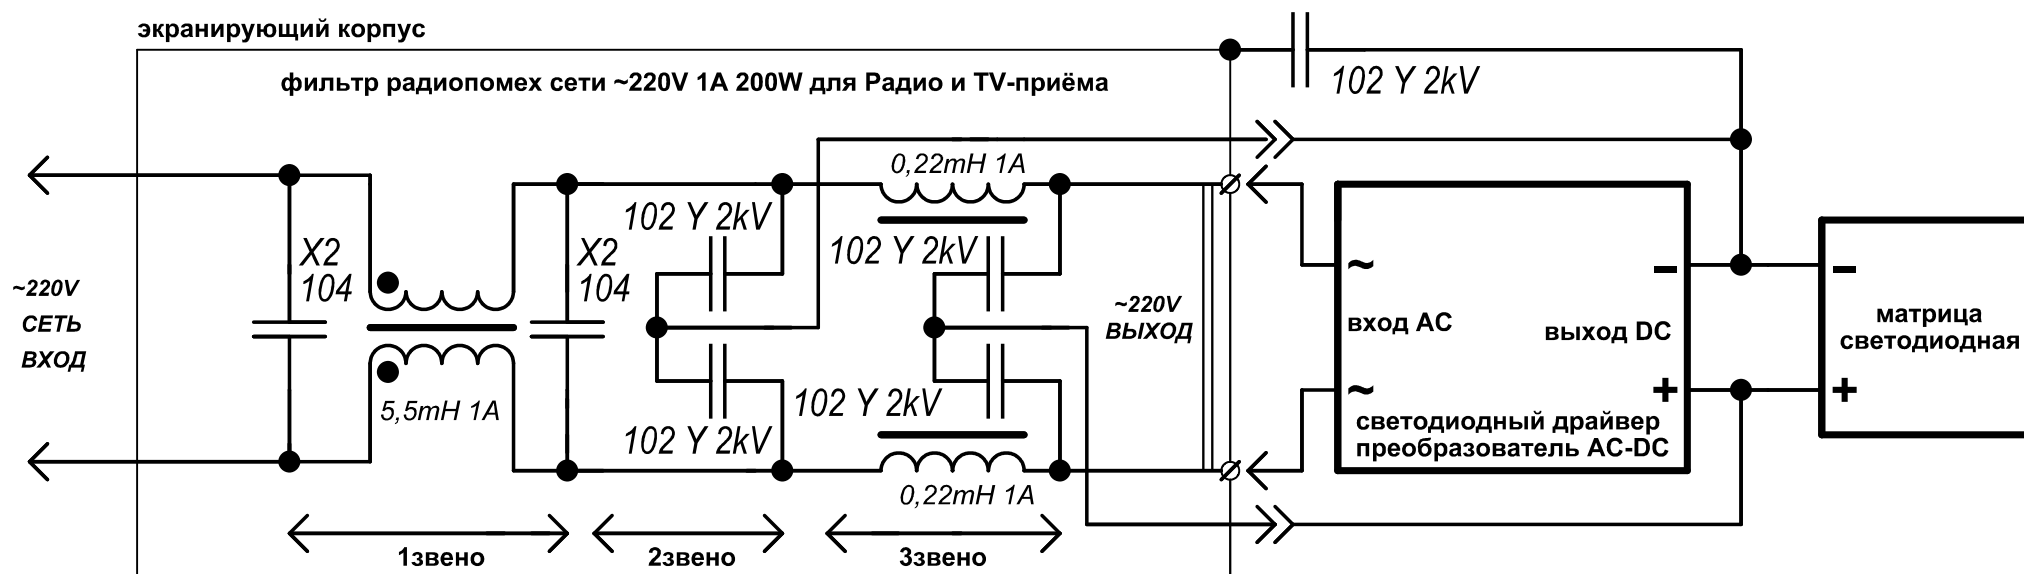 экранирующий корпус
фильтр радиопомех сети ~220V 1A 200W для Радио и TV-приёма
102 Y 2kV
0,22mH 1A
102 Y 2kV
102 Y 2kV
X2
104
X2
104
~220V
СЕТЬ
ВХОД
~220V
ВЫХОД
5,5mH 1A
102 Y 2kV
102 Y 2kV
0,22mH 1A
~
вход AC
~
–
выход DC
+
светодиодный драйвер
преобразователь AC-DC
–
матрица
светодиодная
+
1звено
2звено
3звено